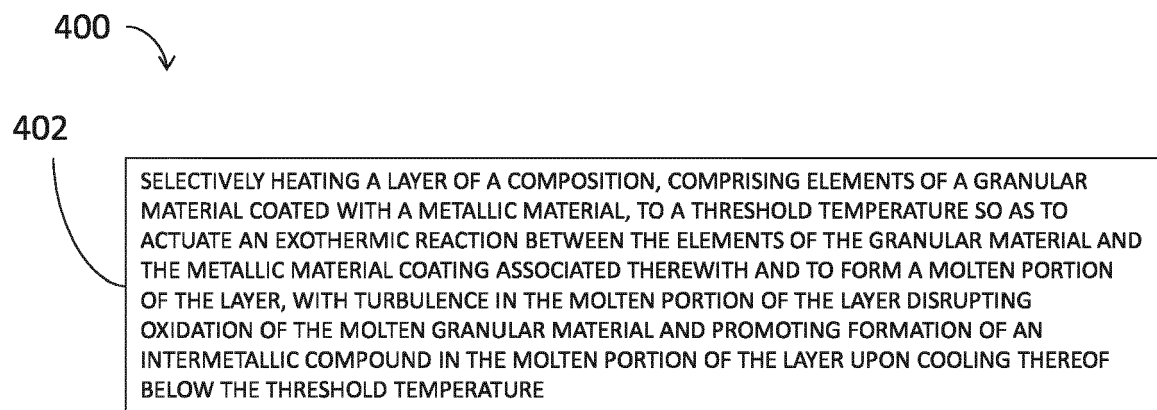 400
402
SELECTIVELY HEATING A LAYER OF A COMPOSITION, COMPRISING ELEMENTS OF A GRANULAR
MATERIAL COATED WITH A METALLIC MATERIAL, TO A THRESHOLD TEMPERATURE SO AS TO
ACTUATE AN EXOTHERMIC REACTION BETWEEN THE ELEMENTS OF THE GRANULAR MATERIAL AND
THE METALLIC MATERIAL COATING ASSOCIATED THEREWITH AND TO FORM A MOLTEN PORTION
OF THE LAYER, WITH TURBULENCE IN THE MOLTEN PORTION OF THE LAYER DISRUPTING
OXIDATION OF THE MOLTEN GRANULAR MATERIAL AND PROMOTING FORMATION OF AN
INTERMETALLIC COMPOUND IN THE MOLTEN PORTION OF THE LAYER UPON COOLING THEREOF
BELOW THE THRESHOLD TEMPERATURE